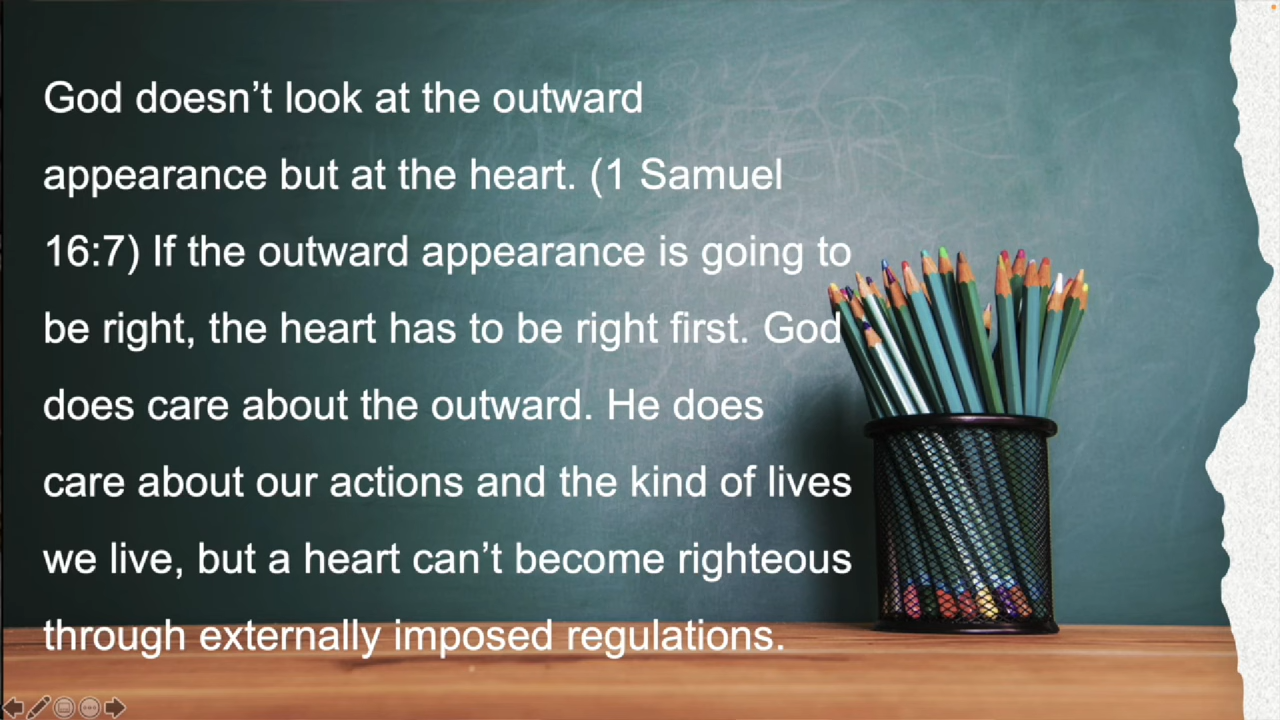 God doesn’t look at the outward
appearance but at the heart. (1 Samuel
16:7) If the outward appearance is going to
be right, the heart has to be right first. God
does care about the outward. He does
care about our actions and the kind of lives
we live, but a heart can’t become righteous
through externally imposed regulations.